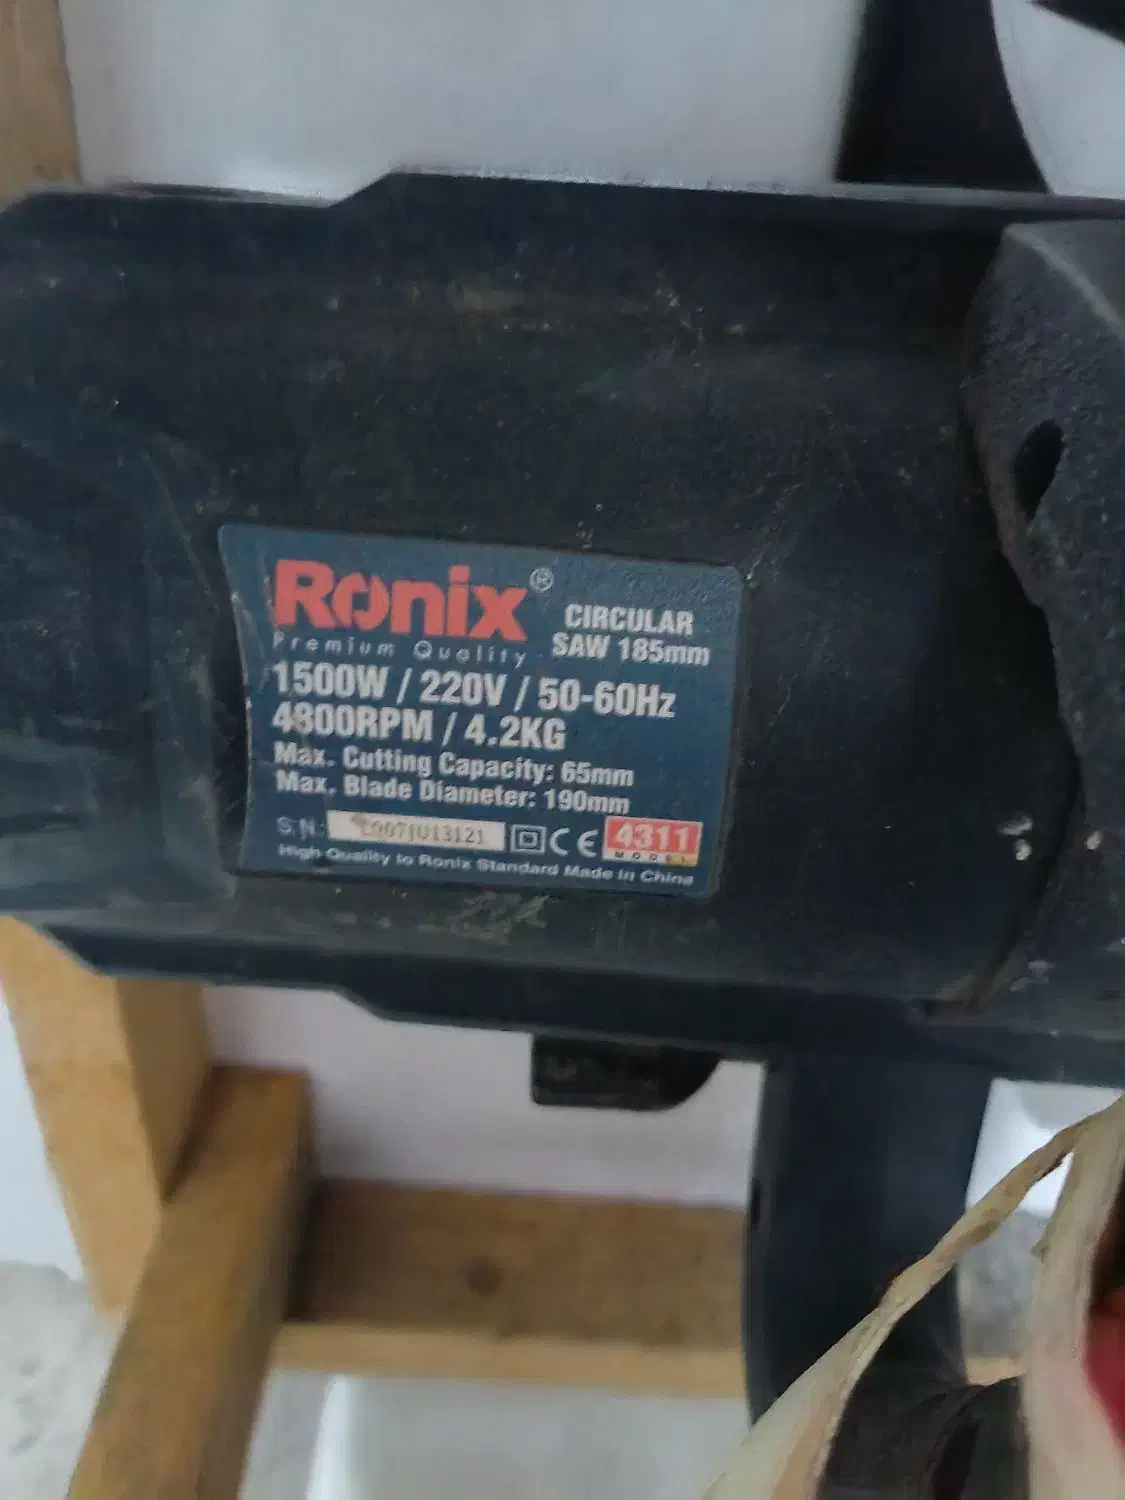 Ronix®
Premium Quality
CIRCULAR
SAW 185mm
1500W / 220V / 50-60Hz
4800RPM / 4.2KG
Max. Cutting Capacity: 65mm
Max. Blade Diameter: 190mm
S.N.:
CE
4311
MODEL
High Quality to Ronix Standard Made in China